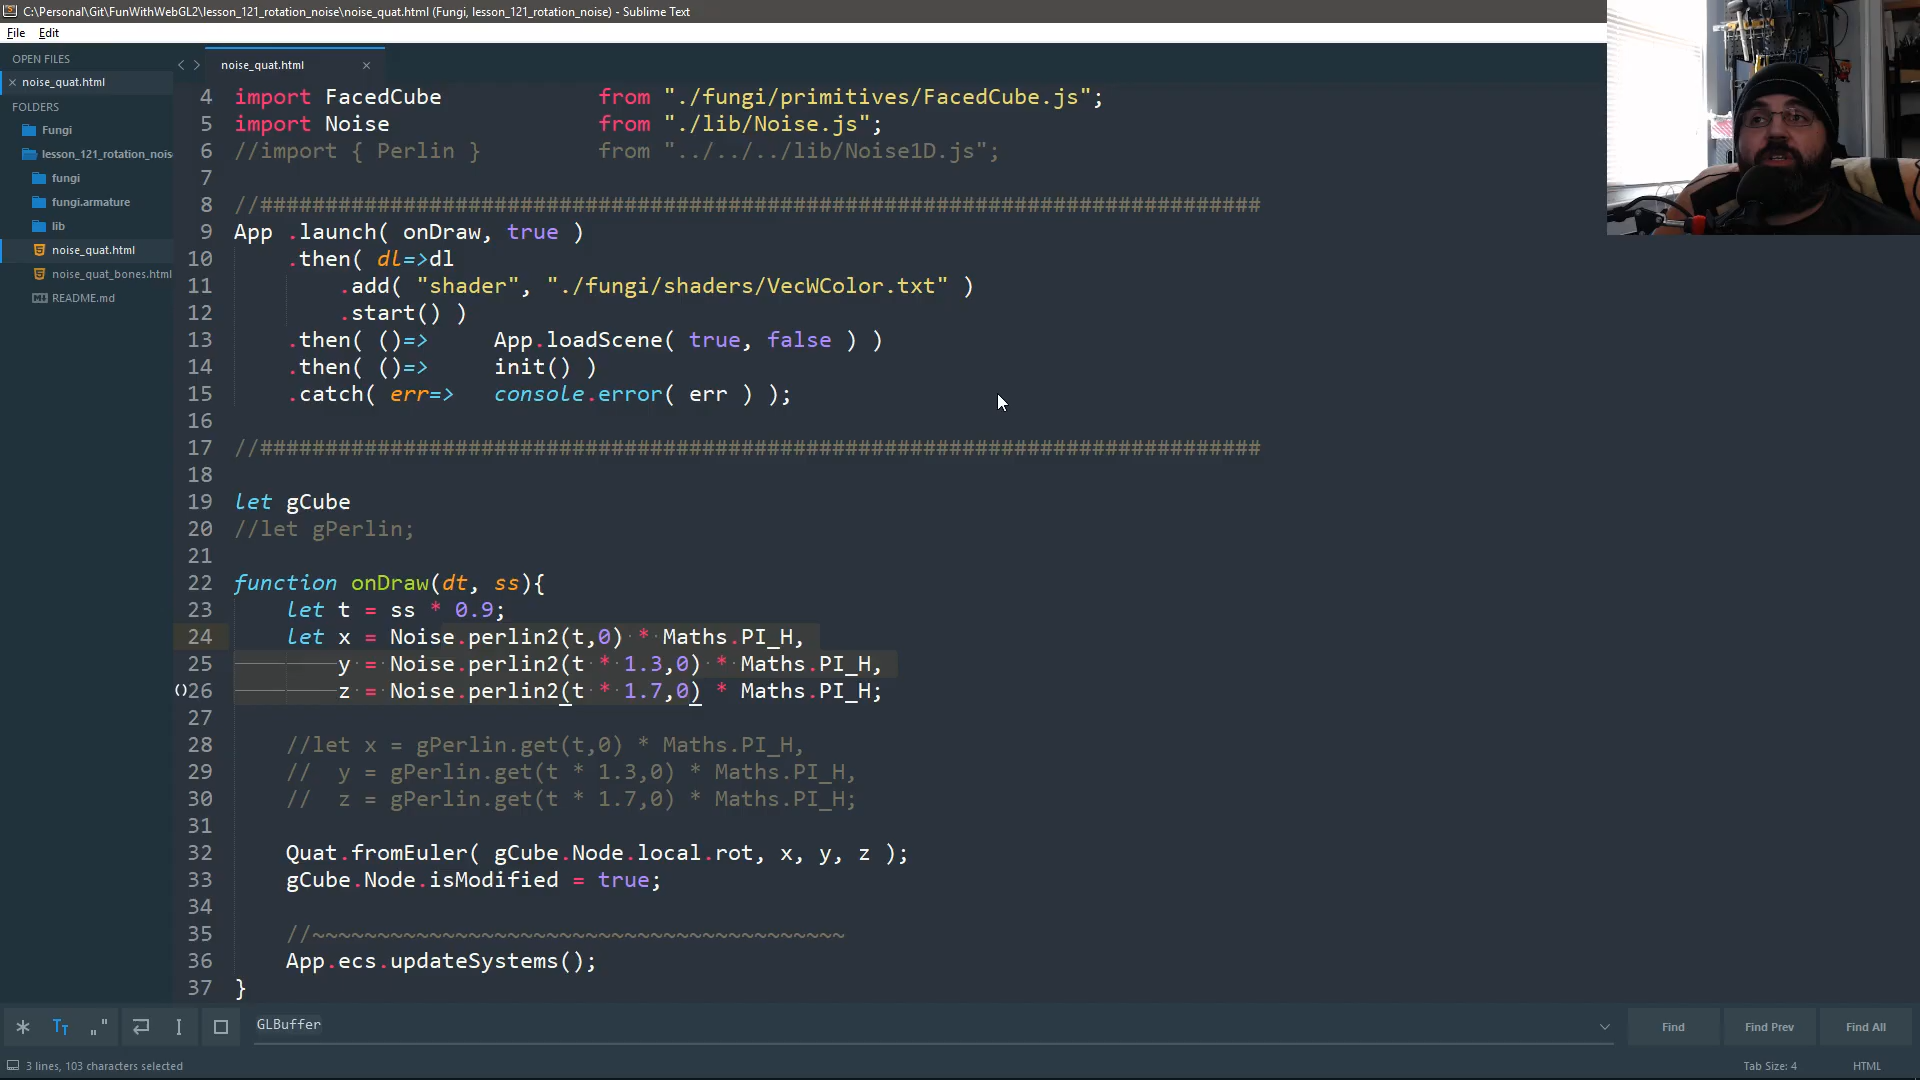 C:\Personal\Git\FunWithWebGL2\lesson_121_rotation_noise\noise_quat.html (Fungi, lesson_121_rotation_noise) - Sublime Text
File Edit
OPEN FILES
noise_quat.html
FOLDERS
Fungi
lesson_121_rotation_nois
fungi
fungi.armature
lib
noise_quat.html
noise_quat_bones.html
README.md
noise_quat.html
4 import FacedCube from "./fungi/primitives/FacedCube.js";
5 import Noise from "./lib/Noise.js";
6 //import { Perlin } from "../../../lib/Noise1D.js";
7
8 //#############################################################################
9 App .launch( onDraw, true )
10 .then( dl=>dl
11 .add( "shader", "./fungi/shaders/VecWColor.txt" )
12 .start() )
13 .then( ()=> App.loadScene( true, false ) )
14 .then( ()=> init() )
15 .catch( err=> console.error( err ) );
16
17 //#############################################################################
18
19 let gCube
20 //let gPerlin;
21
22 function onDraw(dt, ss){
23 let t = ss * 0.9;
24 let x = Noise.perlin2(t,0) * Maths.PI_H,
25 y = Noise.perlin2(t * 1.3,0) * Maths.PI_H,
26 z = Noise.perlin2(t * 1.7,0) * Maths.PI_H;
27
28 //let x = gPerlin.get(t,0) * Maths.PI_H,
29 // y = gPerlin.get(t * 1.3,0) * Maths.PI_H,
30 // z = gPerlin.get(t * 1.7,0) * Maths.PI_H;
31
32 Quat.fromEuler( gCube.Node.local.rot, x, y, z );
33 gCube.Node.isModified = true;
34
35 //~~~~~~~~~~~~~~~~~~~~~~~~~~~~~~~~~~~~~~~~~
36 App.ecs.updateSystems();
37 }
GLBuffer
Find Find Prev Find All
3 lines, 103 characters selected
Tab Size: 4 HTML